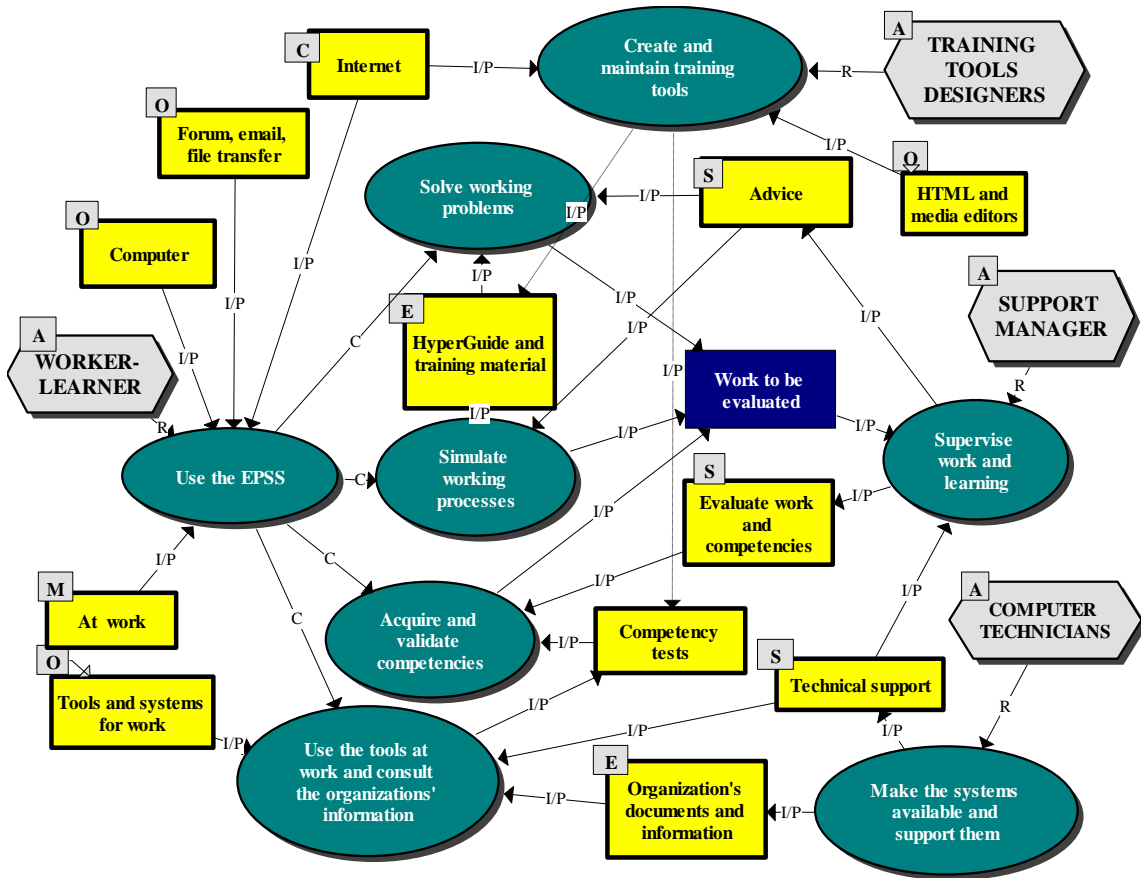 C
Internet
I/P
Create and
maintain training
tools
R
A
TRAINING
TOOLS
DESIGNERS
O
Forum, email,
file transfer
I/P
Solve working
problems
I/P
S
Advice
I/P
O
HTML and
media editors
I/P
O
Computer
I/P
I/P
I/P
I/P
A
SUPPORT
MANAGER
R
A
WORKER-
LEARNER
R
C
E
HyperGuide and
training material
I/P
I/P
I/P
I/P
I/P
Work to be
evaluated
I/P
I/P
Supervise
work and
learning
Use the EPSS
C
Simulate
working
processes
I/P
S
Evaluate work
and
competencies
I/P
I/P
I/P
I/P
M
At work
I/P
C
C
Acquire and
validate
competencies
I/P
Competency
tests
I/P
A
COMPUTER
TECHNICIANS
R
O
Tools and systems
for work
I/P
S
Technical support
I/P
I/P
I/P
Use the tools at
work and consult
the organizations'
information
I/P
E
Organization's
documents and
information
I/P
Make the systems
available and
support them